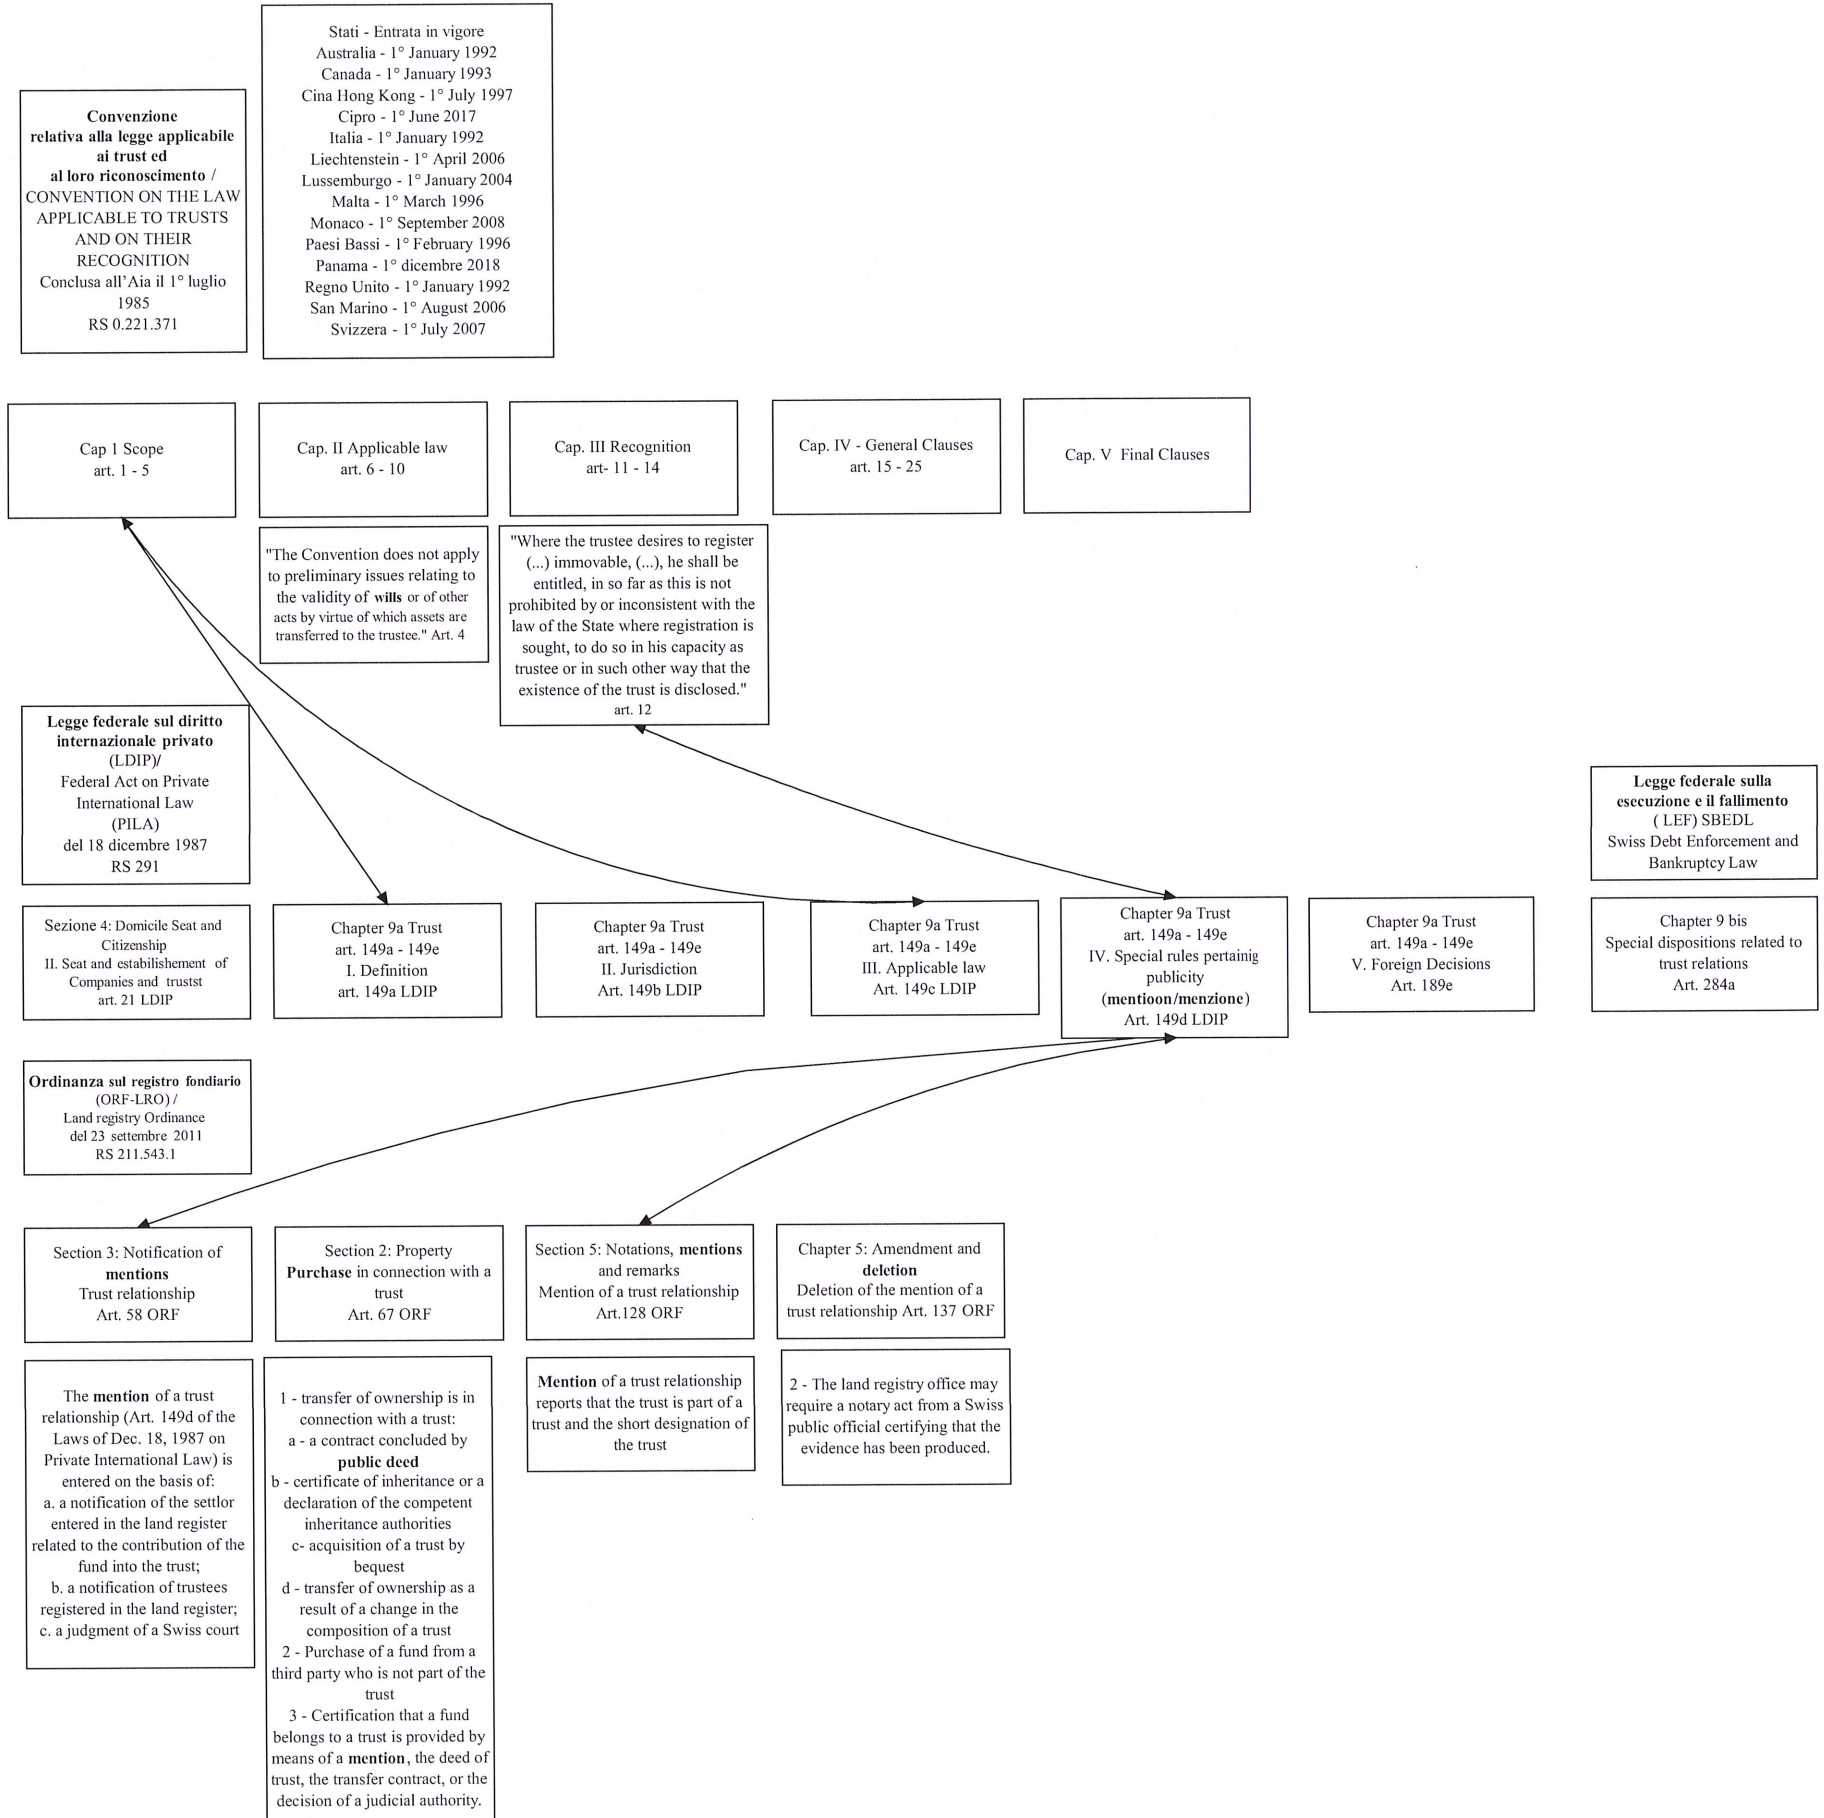 Convenzione
relativa alla legge applicabile
ai trust ed
al loro riconoscimento /
CONVENTION ON THE LAW
APPLICABLE TO TRUSTS
AND ON THEIR
RECOGNITION
Conclusa all'Aia il 1° luglio
1985
RS 0.221.371
Stati - Entrata in vigore
Australia - 1° January 1992
Canada - 1° January 1993
Cina Hong Kong - 1° July 1997
Cipro - 1° June 2017
Italia - 1° January 1992
Liechtenstein - 1° April 2006
Lussemburgo - 1° January 2004
Malta - 1° March 1996
Monaco - 1° September 2008
Paesi Bassi - 1° February 1996
Panama - 1° dicembre 2018
Regno Unito - 1° January 1992
San Marino - 1° August 2006
Svizzera - 1° July 2007
Cap 1 Scope
art. 1 - 5
Cap. II Applicable law
art. 6 - 10
Cap. III Recognition
art- 11 - 14
Cap. IV - General Clauses
art. 15 - 25
Cap. V Final Clauses
"The Convention does not apply
to preliminary issues relating to
the validity of wills or of other
acts by virtue of which assets are
transferred to the trustee." Art. 4
"Where the trustee desires to register
(...) immovable, (...), he shall be
entitled, in so far as this is not
prohibited by or inconsistent with the
law of the State where registration is
sought, to do so in his capacity as
trustee or in such other way that the
existence of the trust is disclosed."
art. 12
Legge federale sul diritto
internazionale privato
(LDIP)/
Federal Act on Private
International Law
(PILA)
del 18 dicembre 1987
RS 291
Legge federale sulla
esecuzione e il fallimento
( LEF) SBEDL
Swiss Debt Enforcement and
Bankruptcy Law
Sezione 4: Domicile Seat and
Citizenship
II. Seat and estabilishement of
Companies and trustst
art. 21 LDIP
Chapter 9a Trust
art. 149a - 149e
I. Definition
art. 149a LDIP
Chapter 9a Trust
art. 149a - 149e
II. Jurisdiction
Art. 149b LDIP
Chapter 9a Trust
art. 149a - 149e
III. Applicable law
Art. 149c LDIP
Chapter 9a Trust
art. 149a - 149e
IV. Special rules pertainig
publicity
(mentioon/menzione)
Art. 149d LDIP
Chapter 9a Trust
art. 149a - 149e
V. Foreign Decisions
Art. 189e
Chapter 9 bis
Special dispositions related to
trust relations
Art. 284a
Ordinanza sul registro fondiario
(ORF-LRO) /
Land registry Ordinance
del 23 settembre 2011
RS 211.543.1
Section 3: Notification of
mentions
Trust relationship
Art. 58 ORF
Section 2: Property
Purchase in connection with a
trust
Art. 67 ORF
Section 5: Notations, mentions
and remarks
Mention of a trust relationship
Art.128 ORF
Chapter 5: Amendment and
deletion
Deletion of the mention of a
trust relationship Art. 137 ORF
The mention of a trust
relationship (Art. 149d of the
Laws of Dec. 18, 1987 on
Private International Law) is
entered on the basis of:
a. a notification of the settlor
entered in the land register
related to the contribution of the
fund into the trust;
b. a notification of trustees
registered in the land register;
c. a judgment of a Swiss court
1 - transfer of ownership is in
connection with a trust:
a - a contract concluded by
public deed
b - certificate of inheritance or a
declaration of the competent
inheritance authorities
c- acquisition of a trust by
bequest
d - transfer of ownership as a
result of a change in the
composition of a trust
2 - Purchase of a fund from a
third party who is not part of the
trust
3 - Certification that a fund
belongs to a trust is provided by
means of a mention, the deed of
trust, the transfer contract, or the
decision of a judicial authority.
Mention of a trust relationship
reports that the trust is part of a
trust and the short designation of
the trust
2 - The land registry office may
require a notary act from a Swiss
public official certifying that the
evidence has been produced.